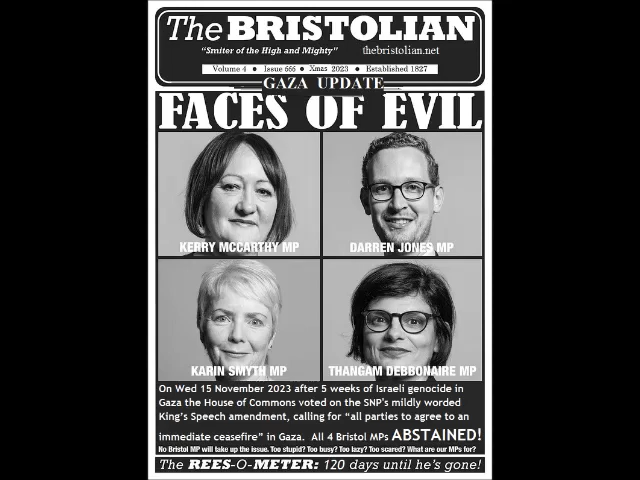 The BRISTOLIAN
“Smiter of the High and Mighty” thebristolian.net
Volume 4 • Issue 666 • Xmas 2023 • Established 1827
GAZA UPDATE
FACES OF EVIL
KERRY MCCARTHY MP
DARREN JONES MP
KARIN SMYTH MP
THANGAM DEBBONAIRE MP
On Wed 15 November 2023 after 5 weeks of Israeli genocide in
Gaza the House of Commons voted on the SNP's mildly worded
King's Speech amendment, calling for “all parties to agree to an
immediate ceasefire” in Gaza. All 4 Bristol MPs ABSTAINED!
No Bristol MP will take up the issue. Too stupid? Too busy? Too lazy? Too scared? What are our MPs for?
The REES-O-METER: 120 days until he's gone!